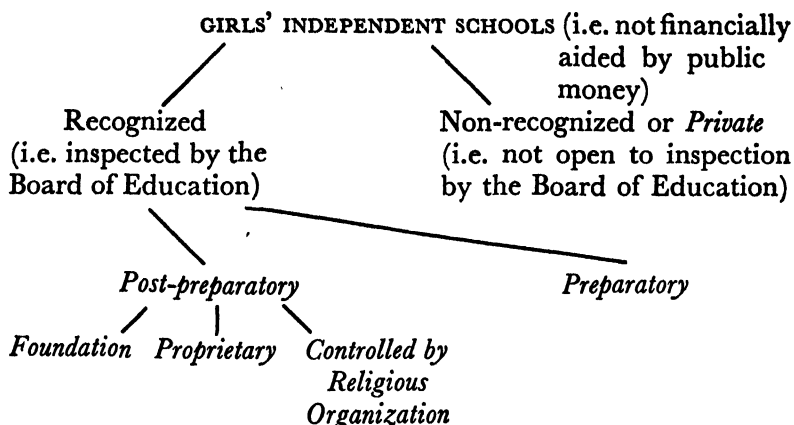 GIRLS' INDEPENDENT SCHOOLS (i.e. not financially
aided by public
money)
Recognized
(i.e. inspected by the
Board of Education)
Non-recognized or Private
(i.e. not open to inspection
by the Board of Education)
Post-preparatory
Preparatory
Foundation
Proprietary
Controlled by
Religious
Organization